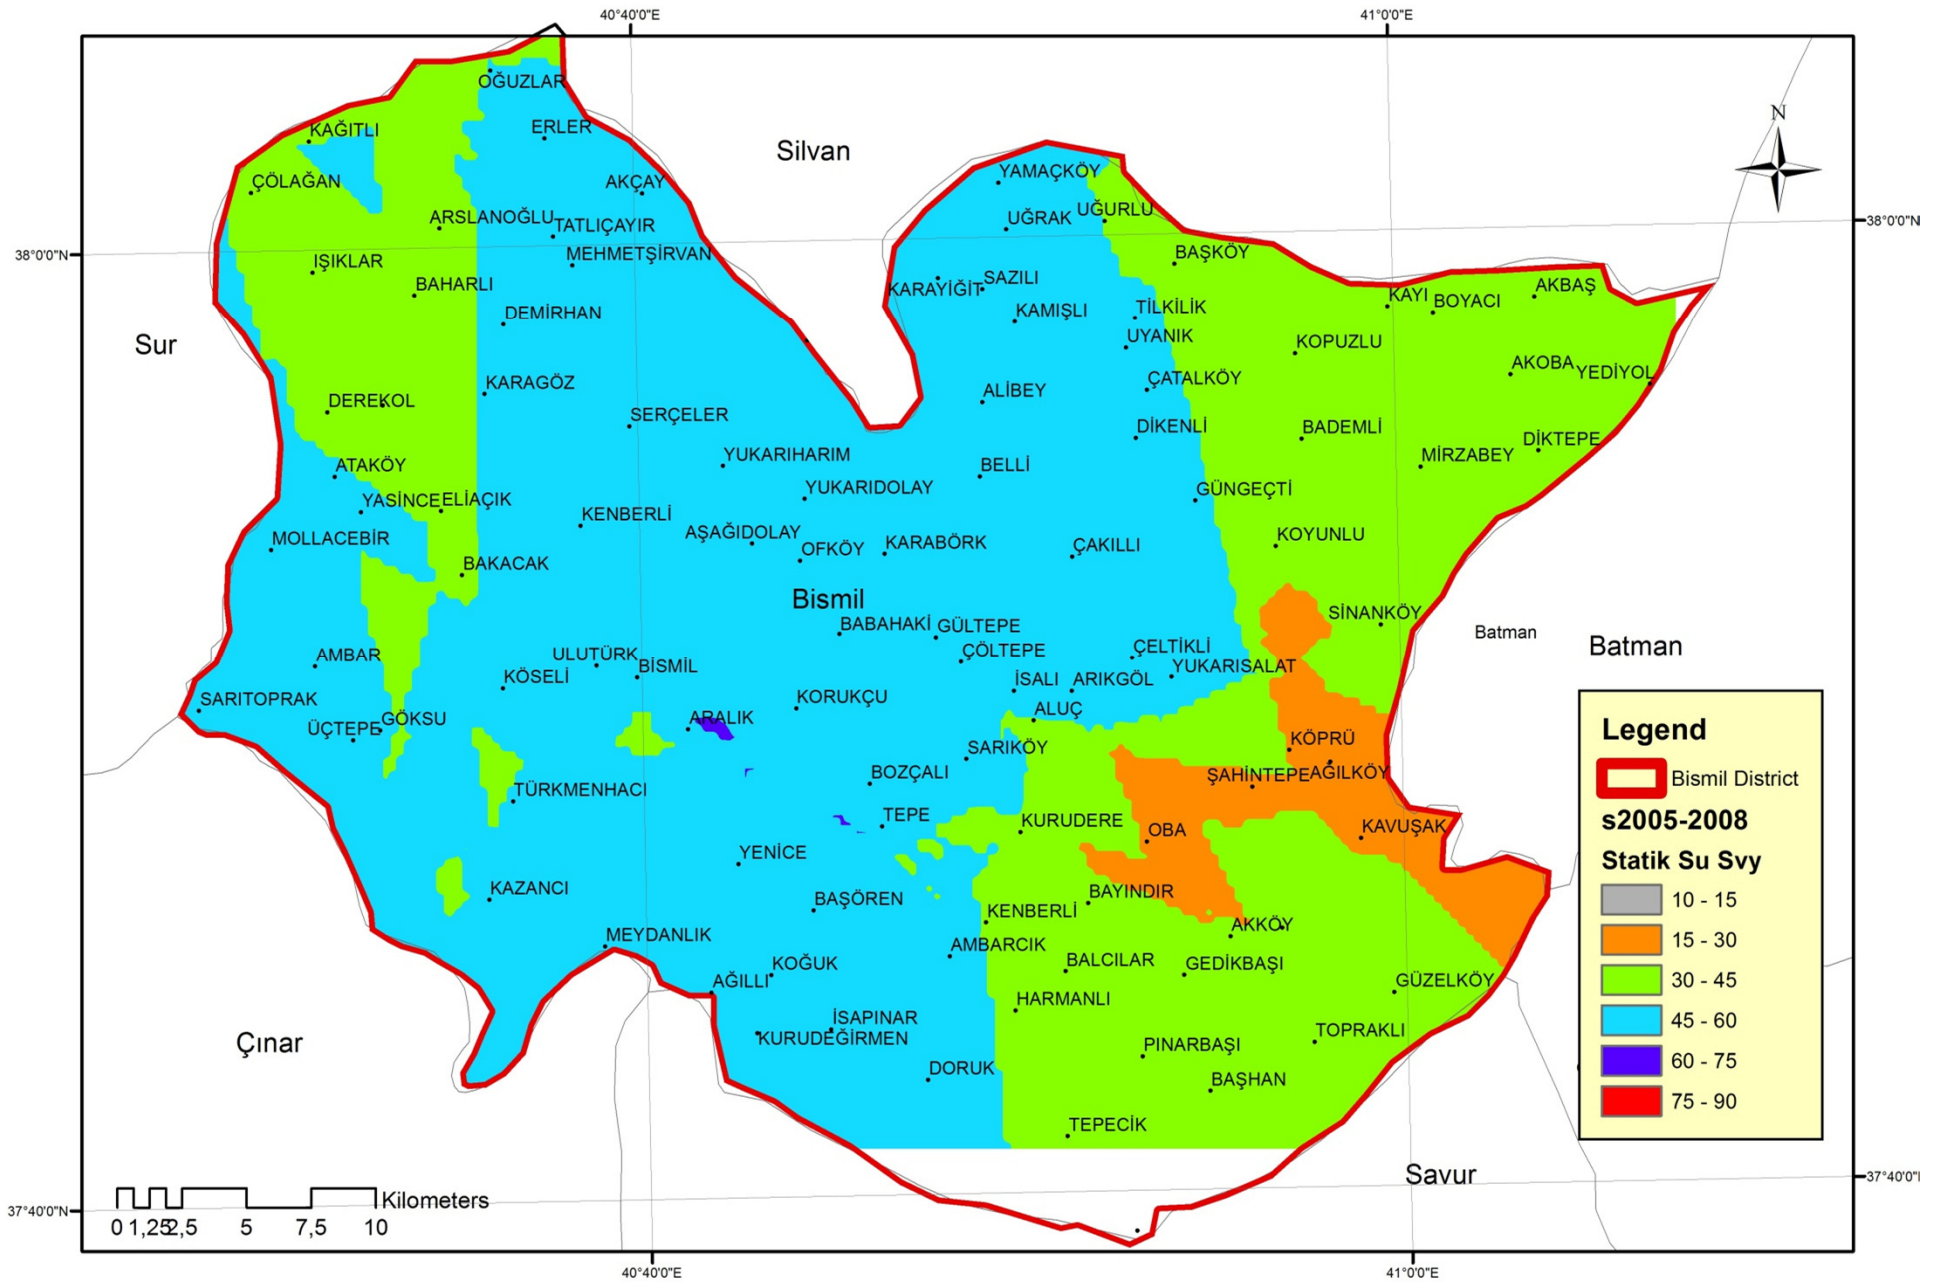 40°40'0"E
41°0'0"E
OĞUZLAR
N
KAĞITLI
ERLER
Silvan
YAMAÇKÖY
ÇÖLAĞAN
AKÇAY
UĞURLU
38°0'0"N
ARSLANOĞLU
TATLIÇAYIR
UĞRAK
38°0'0"N
IŞIKLAR
MEHMETŞİRVAN
BAŞKÖY
BAHARLI
KARAYİĞİT
SAZILI
KAYI
BOYACI
AKBAŞ
DEMİRHAN
KAMIŞLI
TİLKİLİK
Sur
UYANIK
KOPUZLU
AKOBA
YEDİYOL
KARAGÖZ
ALİBEY
ÇATALKÖY
DEREKOL
SERÇELER
DİKENLİ
BADEMLİ
DİKTEPE
ATAKÖY
YUKARIHARIM
BELLİ
MİRZABEY
YASİNCE
ELİAÇIK
YUKARIDOLAY
GÜNGEÇTİ
KENBERLİ
MOLLACEBİR
AŞAĞIDOLAY
OFKÖY
KARABÖRK
ÇAKILLI
KOYUNLU
BAKACAK
Bismil
SİNANKÖY
BABAHAKİ
GÜLTEPE
Batman
Batman
AMBAR
ULUTÜRK
BİSMİL
ÇÖLTEPE
ÇELTİKLİ
KÖSELİ
YUKARISALAT
SARITOPRAK
KORUKÇU
İSALI
ARIKGÖL
ÜÇTEPE
GÖKSU
ARALIK
ALUÇ
Legend
SARIKÖY
KÖPRÜ
BOZÇALI
ŞAHİNTEPE
AĞILKÖY
Bismil District
TÜRKMENHACI
TEPE
KURUDERE
OBA
KAVUŞAK
s2005-2008
YENİCE
Statik Su Svy
KAZANCI
BAŞÖREN
KENBERLİ
BAYINDIR
10 - 15
MEYDANLIK
AMBARCIK
AKKÖY
15 - 30
AĞILLI
KOĞUK
BALCILAR
GEDİKBAŞI
GÜZELKÖY
30 - 45
HARMANLI
İSAPINAR
45 - 60
Çınar
KURUDEĞİRMEN
PINARBAŞI
TOPRAKLI
60 - 75
DORUK
BAŞHAN
75 - 90
TEPECİK
Savur
37°40'0"N
Kilometers
37°40'0"N
0 1,25 2,5 5 7,5 10
40°40'0"E
41°0'0"E